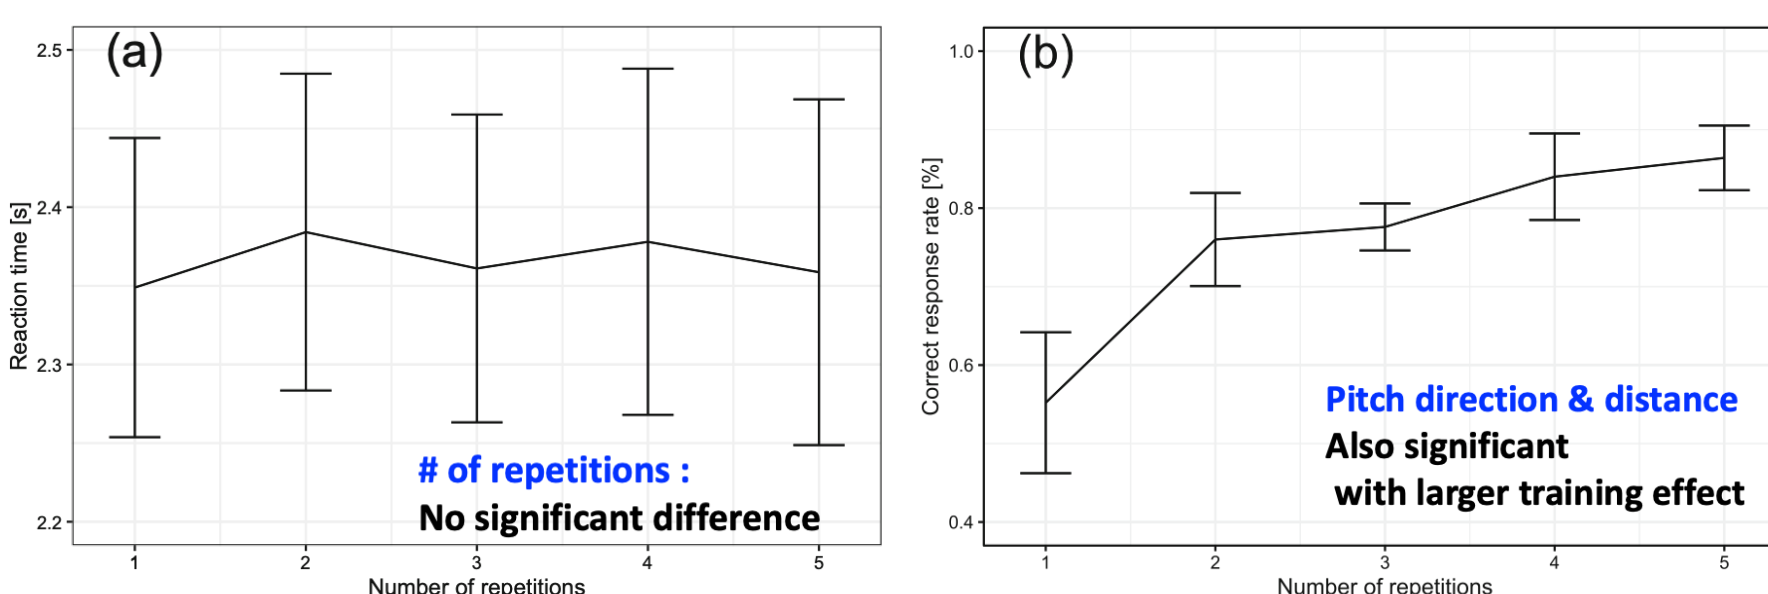 (a)
2.5
2.4
2.3
2.2
Reaction time [s]
# of repetitions :
No significant difference
1 2 3 4 5
Number of repetitions
(b)
1.0
0.8
0.6
0.4
Correct response rate [%]
Pitch direction & distance
Also significant
with larger training effect
1 2 3 4 5
Number of repetitions